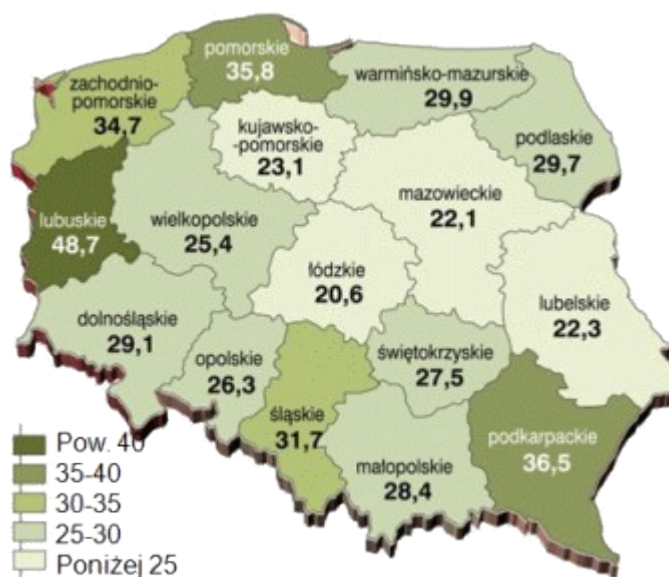 pomorskie
35,8
zachodnio-
pomorskie
34,7
warmińsko-mazurskie
29,9
podlaskie
29,7
kujawsko-
-pomorskie
23,1
mazowieckie
22,1
lubuskie
48,7
wielkopolskie
25,4
łódzkie
20,6
lubelskie
22,3
dolnośląskie
29,1
opolskie
26,3
śląskie
31,7
świętokrzyskie
27,5
małopolskie
28,4
podkarpackie
36,5
Pow. 40
35-40
30-35
25-30
Poniżej 25